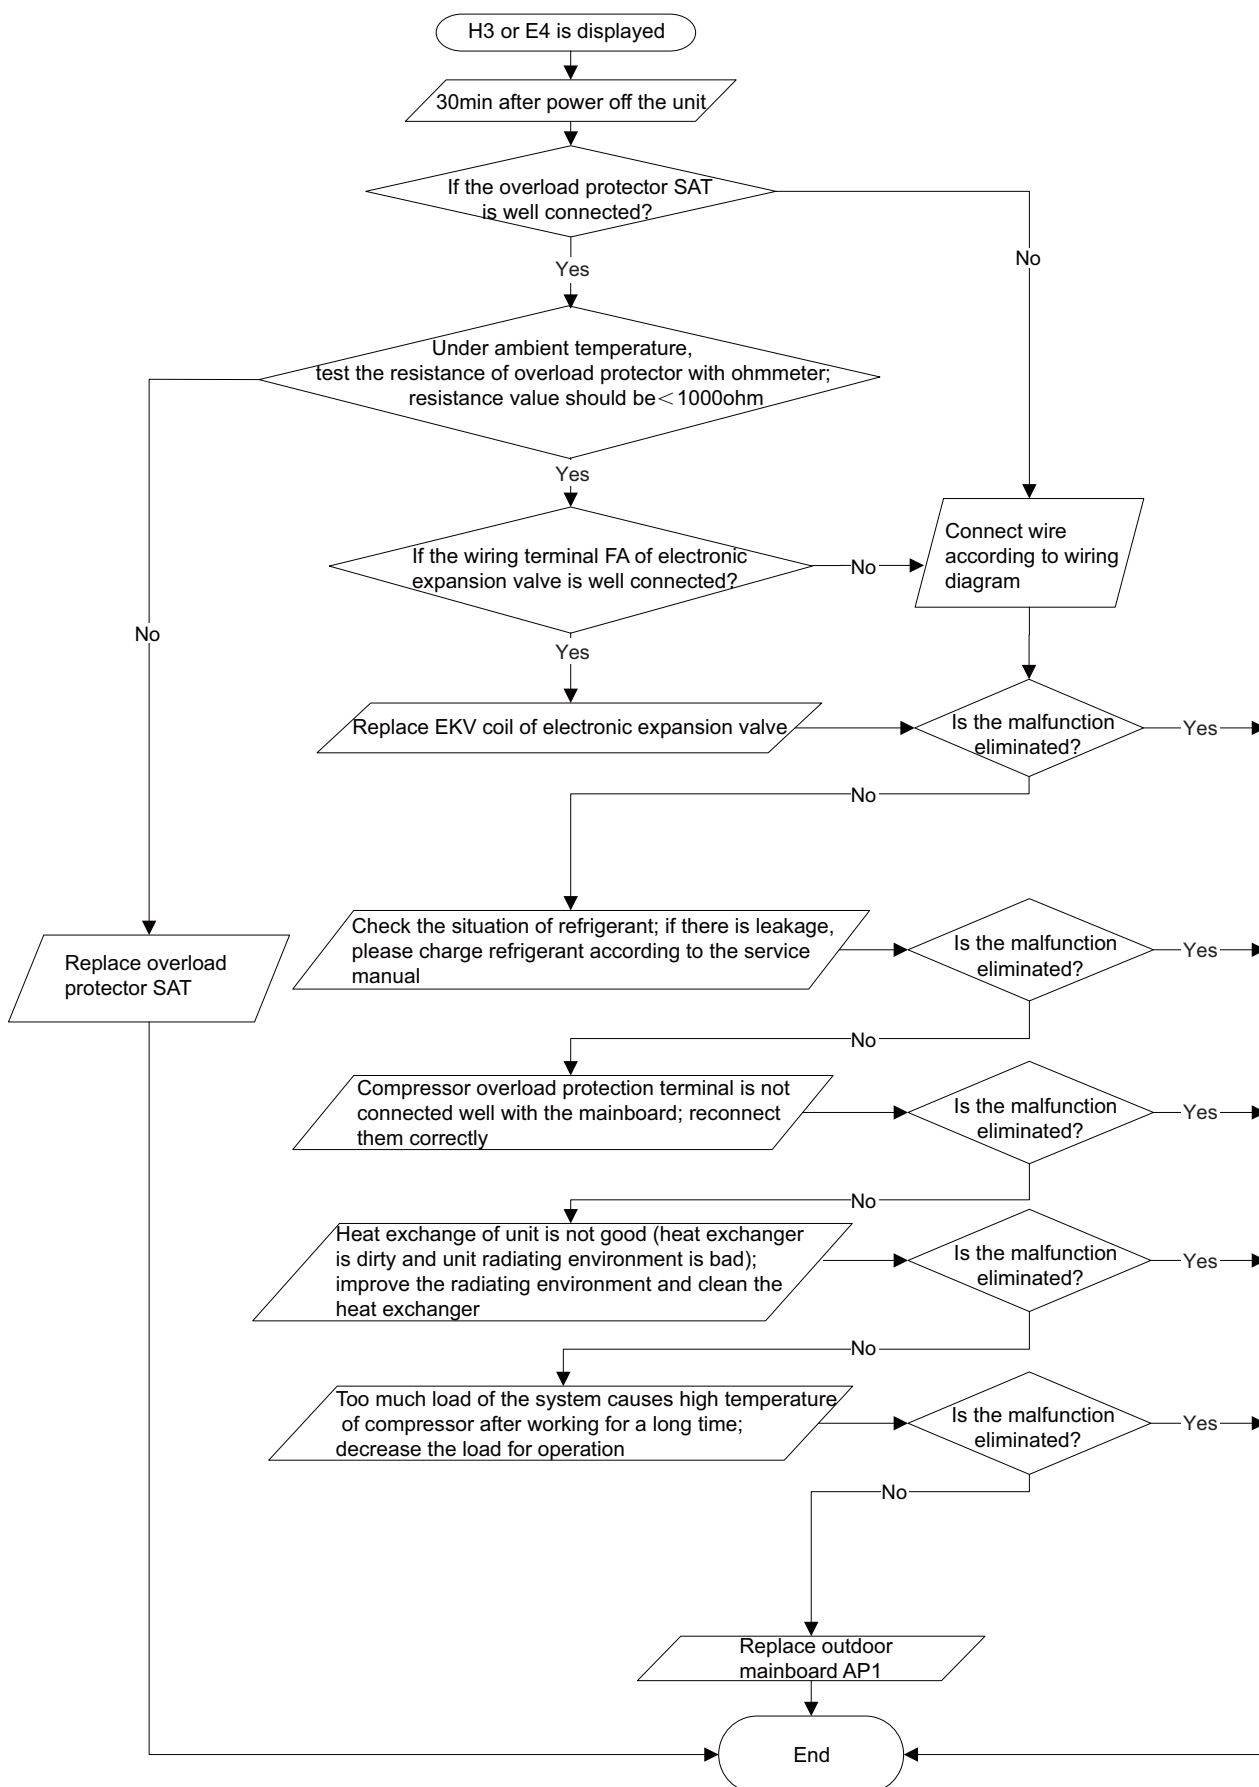 H3 or E4 is displayed
30min after power off the unit
If the overload protector SAT
is well connected?
No
Yes
Under ambient temperature,
test the resistance of overload protector with ohmmeter;
resistance value should be＜1000ohm
Yes
If the wiring terminal FA of electronic
expansion valve is well connected?
No
Connect wire
according to wiring
diagram
No
Yes
Replace EKV coil of electronic expansion valve
Is the malfunction
eliminated?
Yes
No
Check the situation of refrigerant; if there is leakage,
please charge refrigerant according to the service
manual
Is the malfunction
eliminated?
Yes
Replace overload
protector SAT
No
Compressor overload protection terminal is not
connected well with the mainboard; reconnect
them correctly
Is the malfunction
eliminated?
Yes
No
Heat exchange of unit is not good (heat exchanger
is dirty and unit radiating environment is bad);
improve the radiating environment and clean the
heat exchanger
Is the malfunction
eliminated?
Yes
No
Too much load of the system causes high temperature
of compressor after working for a long time;
decrease the load for operation
Is the malfunction
eliminated?
Yes
No
Replace outdoor
mainboard AP1
End